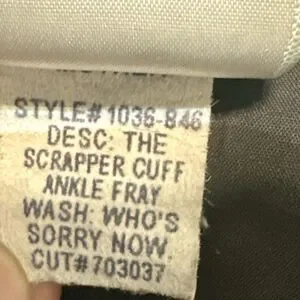 STYLE#1036-846
DESC: THE
SCRAPPER CUFF
ANKLE FRAY
WASH: WHO'S
SORRY NOW.
CUT#703037